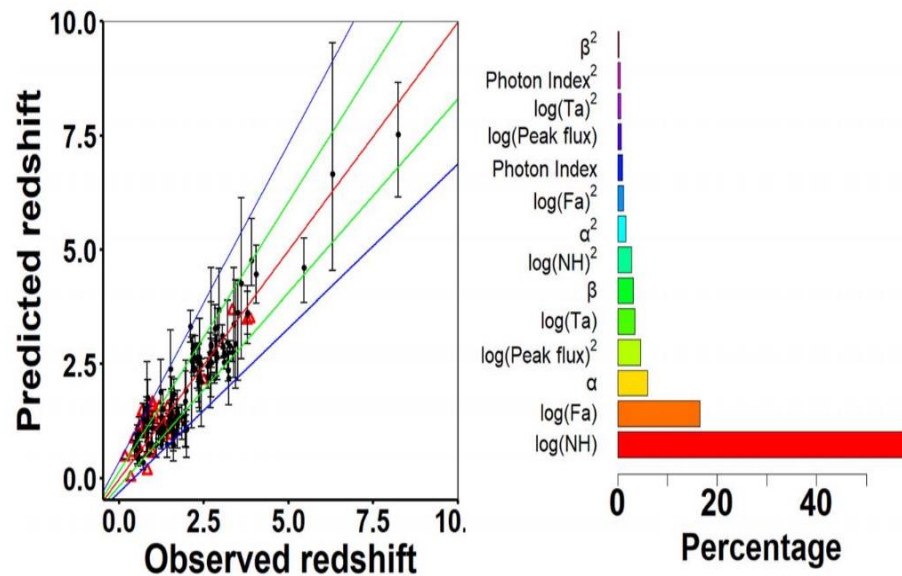 10.0
7.5
5.0
2.5
0.0
Predicted redshift
0.0 2.5 5.0 7.5 10.
Observed redshift
β²
Photon Index²
log(Ta)²
log(Peak flux)
Photon Index
log(Fa)²
α²
log(NH)²
β
log(Ta)
log(Peak flux)²
α
log(Fa)
log(NH)
0 20 40
Percentage